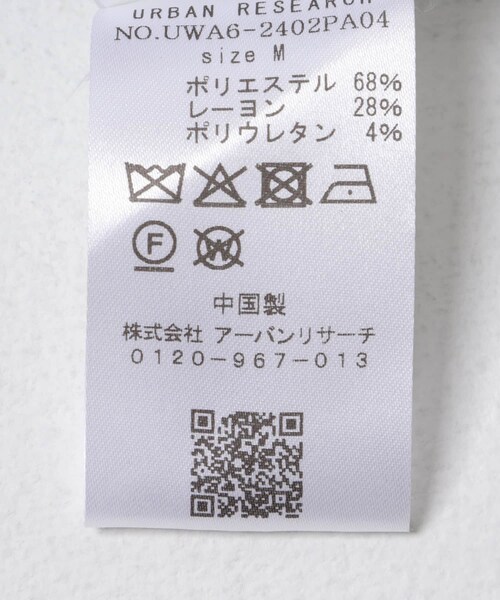 URBAN RESEARCH
NO.UWA6-2402PA04
size M
ポリエステル 68%
レーヨン 28%
ポリウレタン 4%
F W
中国製
株式会社 アーバンリサーチ
0120-967-013